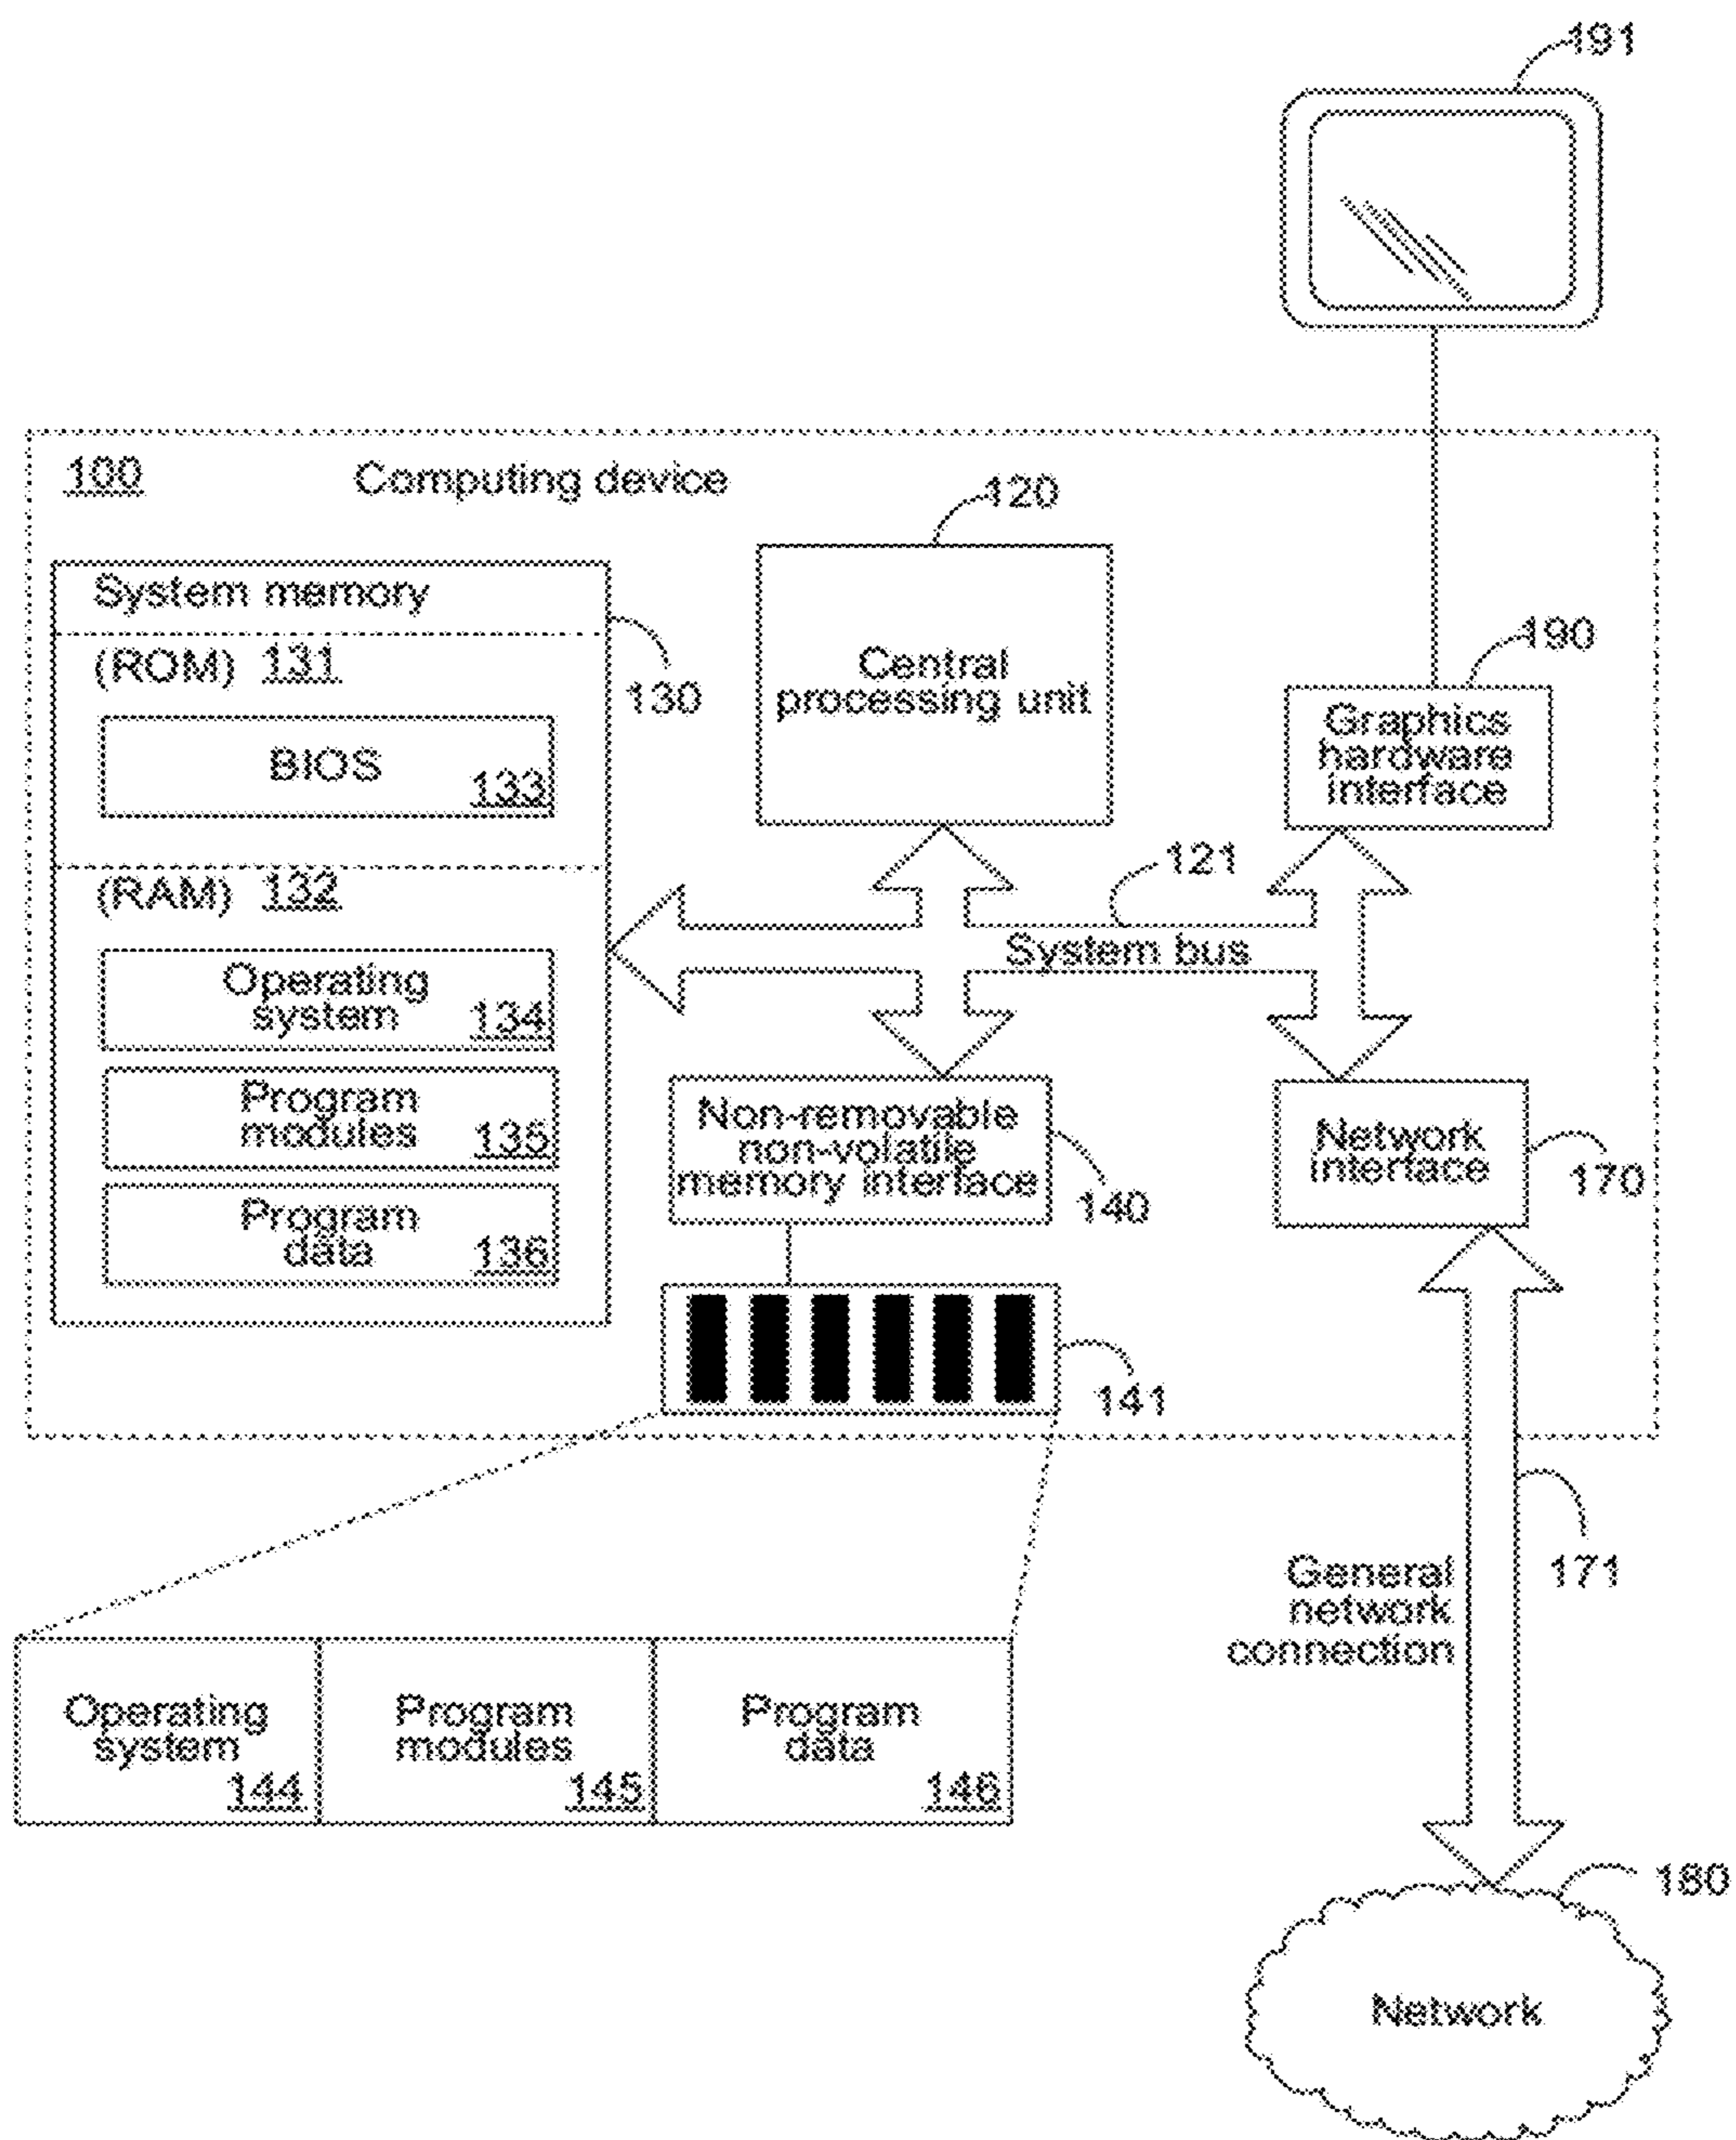 191
100
Computing device
120
System memory
(ROM) 131
130
BIOS
133
Central
processing unit
190
Graphics
hardware
interface
121
(RAM) 132
System bus
Operating
system
134
Program
modules
135
Program
data
136
Non-removable
non-volatile
memory interface
140
Network
interface
170
141
171
General
network
connection
Operating
system
144
Program
modules
145
Program
data
146
180
Network